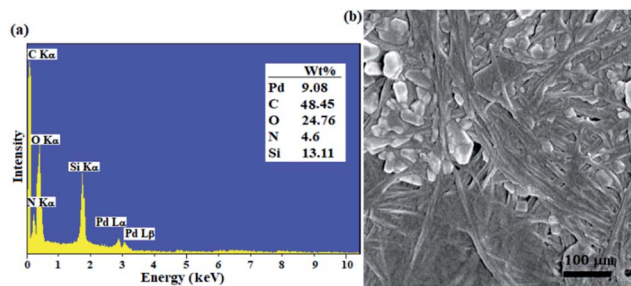 (a)
C Kα
O Kα
N Kα
Si Kα
Pd Lα
Pd Lβ
Wt%
Pd 9.08
C 48.45
O 24.76
N 4.6
Si 13.11
Intensity
0 1 2 3 4 5 6 7 8 9 10
Energy (keV)
(b)
100 μm